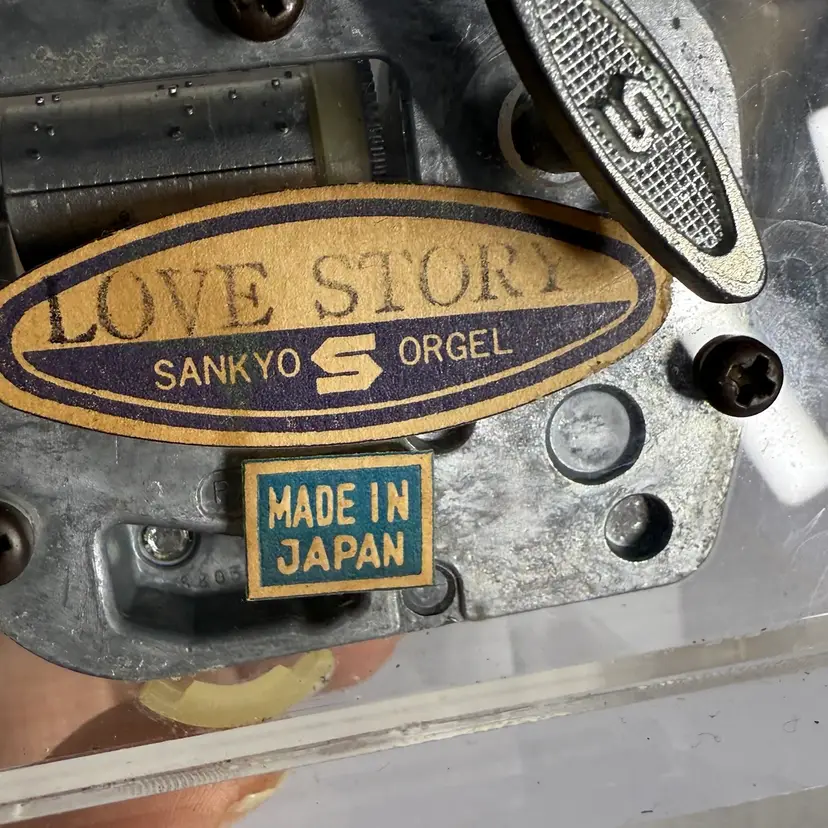 S
LOVE STORY
SANKYO S ORGEL
MADE IN
JAPAN